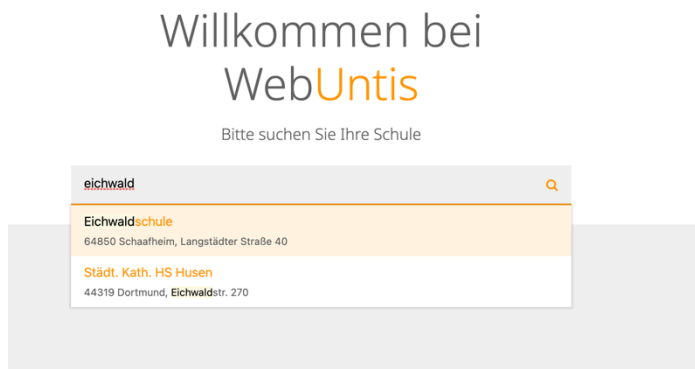 Willkommen bei
WebUntis
Bitte suchen Sie Ihre Schule
eichwald
Eichwaldschule
64850 Schaafheim, Langstädter Straße 40
Städt. Kath. HS Husen
44319 Dortmund, Eichwaldstr. 270